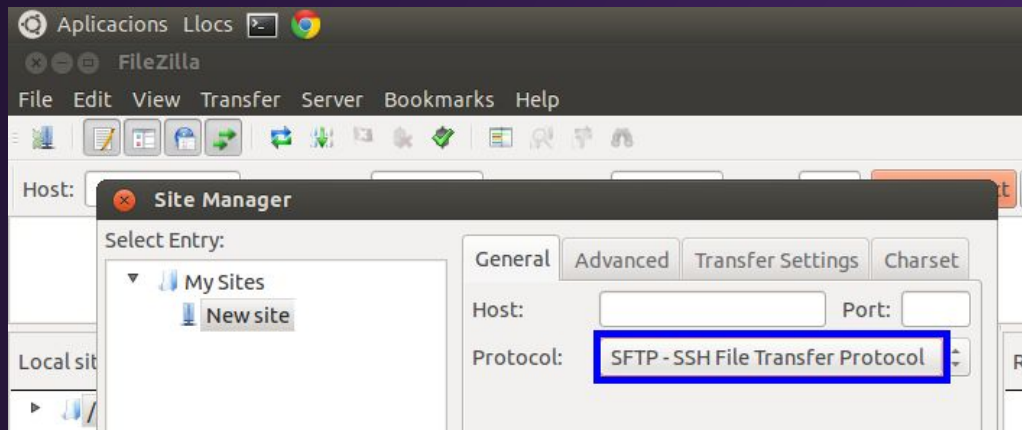 Aplicacions Llocs
FileZilla
File Edit View Transfer Server Bookmarks Help
Host:
Site Manager
Select Entry:
General Advanced Transfer Settings Charset
My Sites
New site
Host: Port:
Protocol: SFTP - SSH File Transfer Protocol
Local sit
/